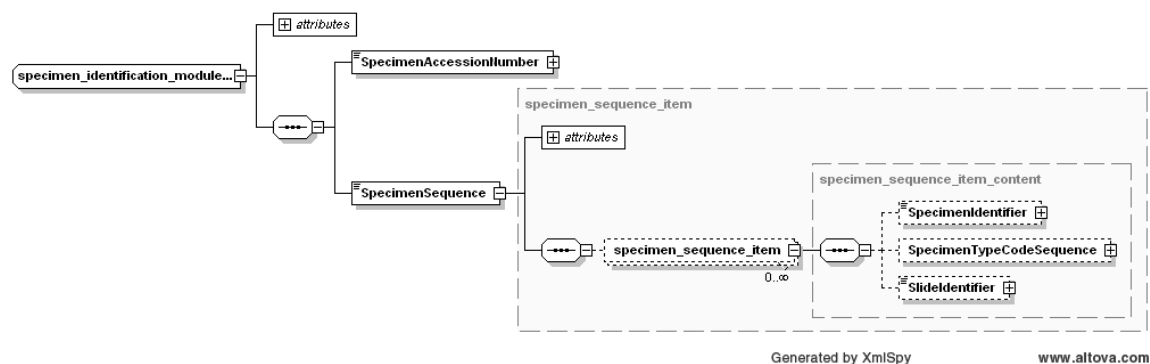 attributes
specimen_identification_module...
SpecimenAccessionNumber
specimen_sequence_item
attributes
SpecimenSequence
specimen_sequence_item_content
SpecimenIdentifier
specimen_sequence_item
SpecimenTypeCodeSequence
0..∞
SlideIdentifier
Generated by XmlSpy
www.altova.com